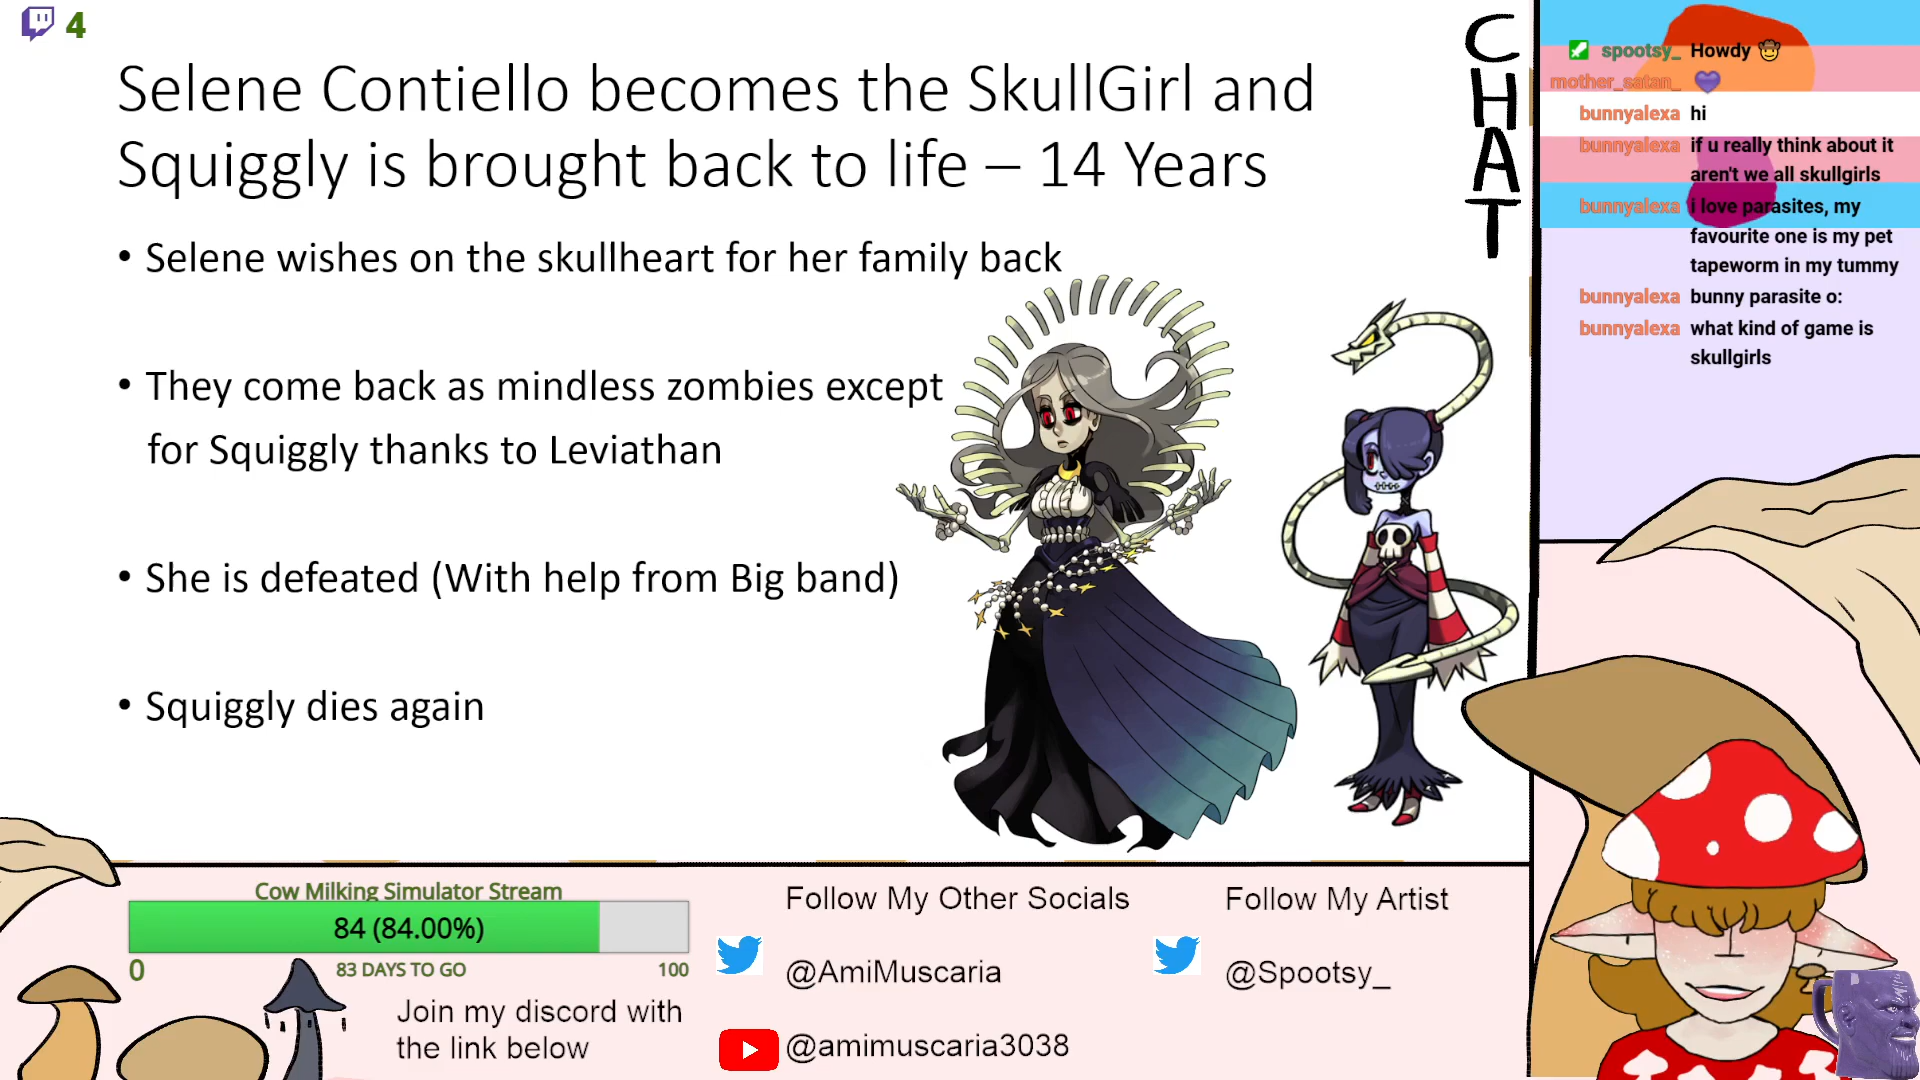 4
Selene Contiello becomes the SkullGirl and
Squiggly is brought back to life – 14 Years
• Selene wishes on the skullheart for her family back
• They come back as mindless zombies except
for Squiggly thanks to Leviathan
• She is defeated (With help from Big band)
• Squiggly dies again
CHAT
spootsy_ Howdy 🤠
mother_satan_ 💜
bunnyalexa hi
bunnyalexa if u really think about it
aren't we all skullgirls
bunnyalexa i love parasites, my
favourite one is my pet
tapeworm in my tummy
bunnyalexa bunny parasite o:
bunnyalexa what kind of game is
skullgirls
Cow Milking Simulator Stream
84 (84.00%)
0 83 DAYS TO GO 100
Join my discord with
the link below
Follow My Other Socials
@AmiMuscaria
@amimuscaria3038
Follow My Artist
@Spootsy_